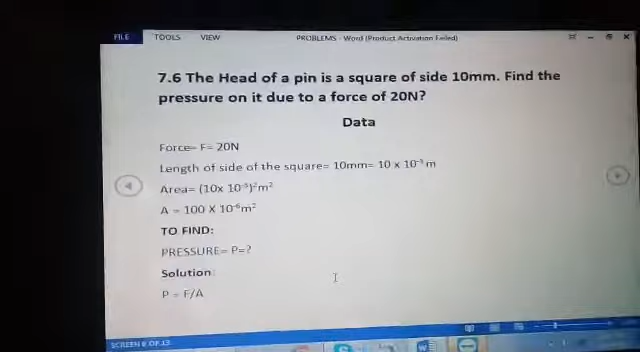 FILE TOOLS VIEW PROBLEMS - Word (Product Activation Failed)
7.6 The Head of a pin is a square of side 10mm. Find the
pressure on it due to a force of 20N?
Data
Force= F= 20N
Length of side of the square= 10mm= 10 x 10⁻³ m
Area= (10x 10⁻³)²m²
A = 100 X 10⁻⁶m²
TO FIND:
PRESSURE= P=?
Solution:
P = F/A
SCREEN 8 OF 13